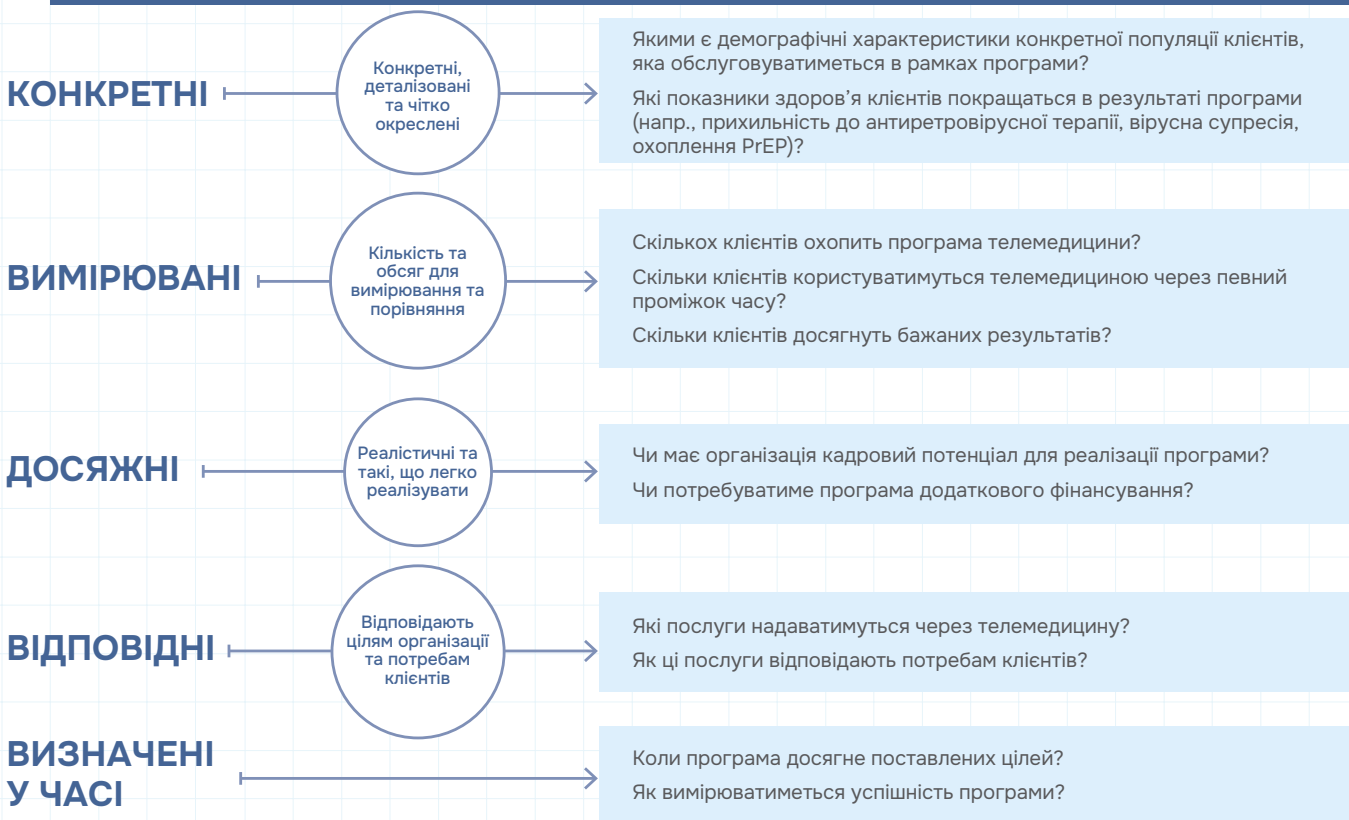 КОНКРЕТНІ
Конкретні,
деталізовані
та чітко
окреслені
Якими є демографічні характеристики конкретної популяції клієнтів,
яка обслуговуватиметься в рамках програми?
Які показники здоров’я клієнтів покращаться в результаті програми
(напр., прихильність до антиретровірусної терапії, вірусна супресія,
охоплення PrEP)?
ВИМІРЮВАНІ
Кількість та
обсяг для
вимірювання та
порівняння
Скількох клієнтів охопить програма телемедицини?
Скільки клієнтів користуватимуться телемедициною через певний
проміжок часу?
Скільки клієнтів досягнуть бажаних результатів?
ДОСЯЖНІ
Реалістичні та
такі, що легко
реалізувати
Чи має організація кадровий потенціал для реалізації програми?
Чи потребуватиме програма додаткового фінансування?
ВІДПОВІДНІ
Відповідають
цілям організації
та потребам
клієнтів
Які послуги надаватимуться через телемедицину?
Як ці послуги відповідають потребам клієнтів?
ВИЗНАЧЕНІ
У ЧАСІ
Коли програма досягне поставлених цілей?
Як вимірюватиметься успішність програми?